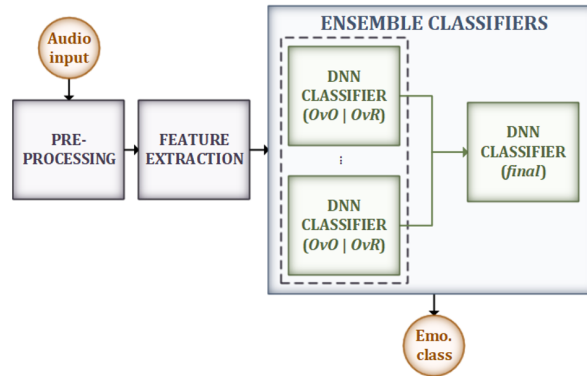 Audio
input
PRE-
PROCESSING
FEATURE
EXTRACTION
ENSEMBLE CLASSIFIERS
DNN
CLASSIFIER
(OvO | OvR)
...
DNN
CLASSIFIER
(OvO | OvR)
DNN
CLASSIFIER
(final)
Emo.
class